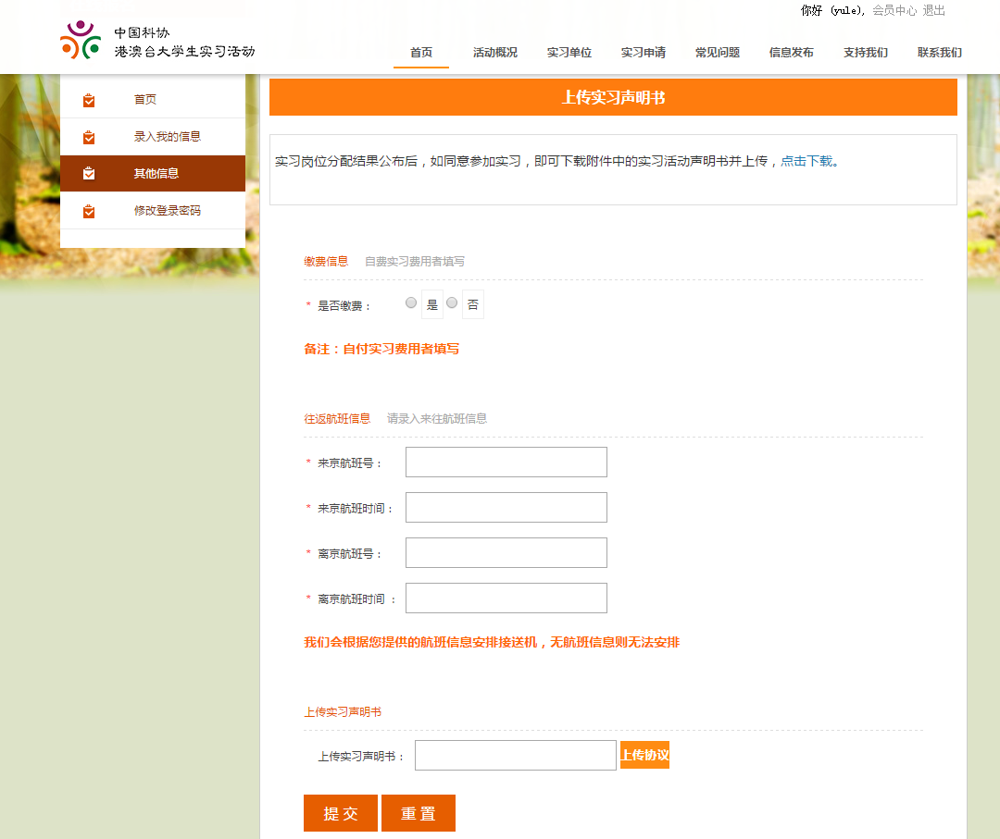 你好 (yule), 会员中心 退出
中国科协
港澳台大学生实习活动
首页 活动概况 实习单位 实习申请 常见问题 信息发布 支持我们 联系我们
首页
录入我的信息
其他信息
修改登录密码
上传实习声明书
实习岗位分配结果公布后，如同意参加实习，即可下载附件中的实习活动声明书并上传，点击下载。
缴费信息 自费实习费用者填写
* 是否缴费： 是 否
备注：自付实习费用者填写
往返航班信息 请录入来往航班信息
* 来京航班号：
* 来京航班时间：
* 离京航班号：
* 离京航班时间 ：
我们会根据您提供的航班信息安排接送机，无航班信息则无法安排
上传实习声明书
上传实习声明书： 上传协议
提 交 重 置